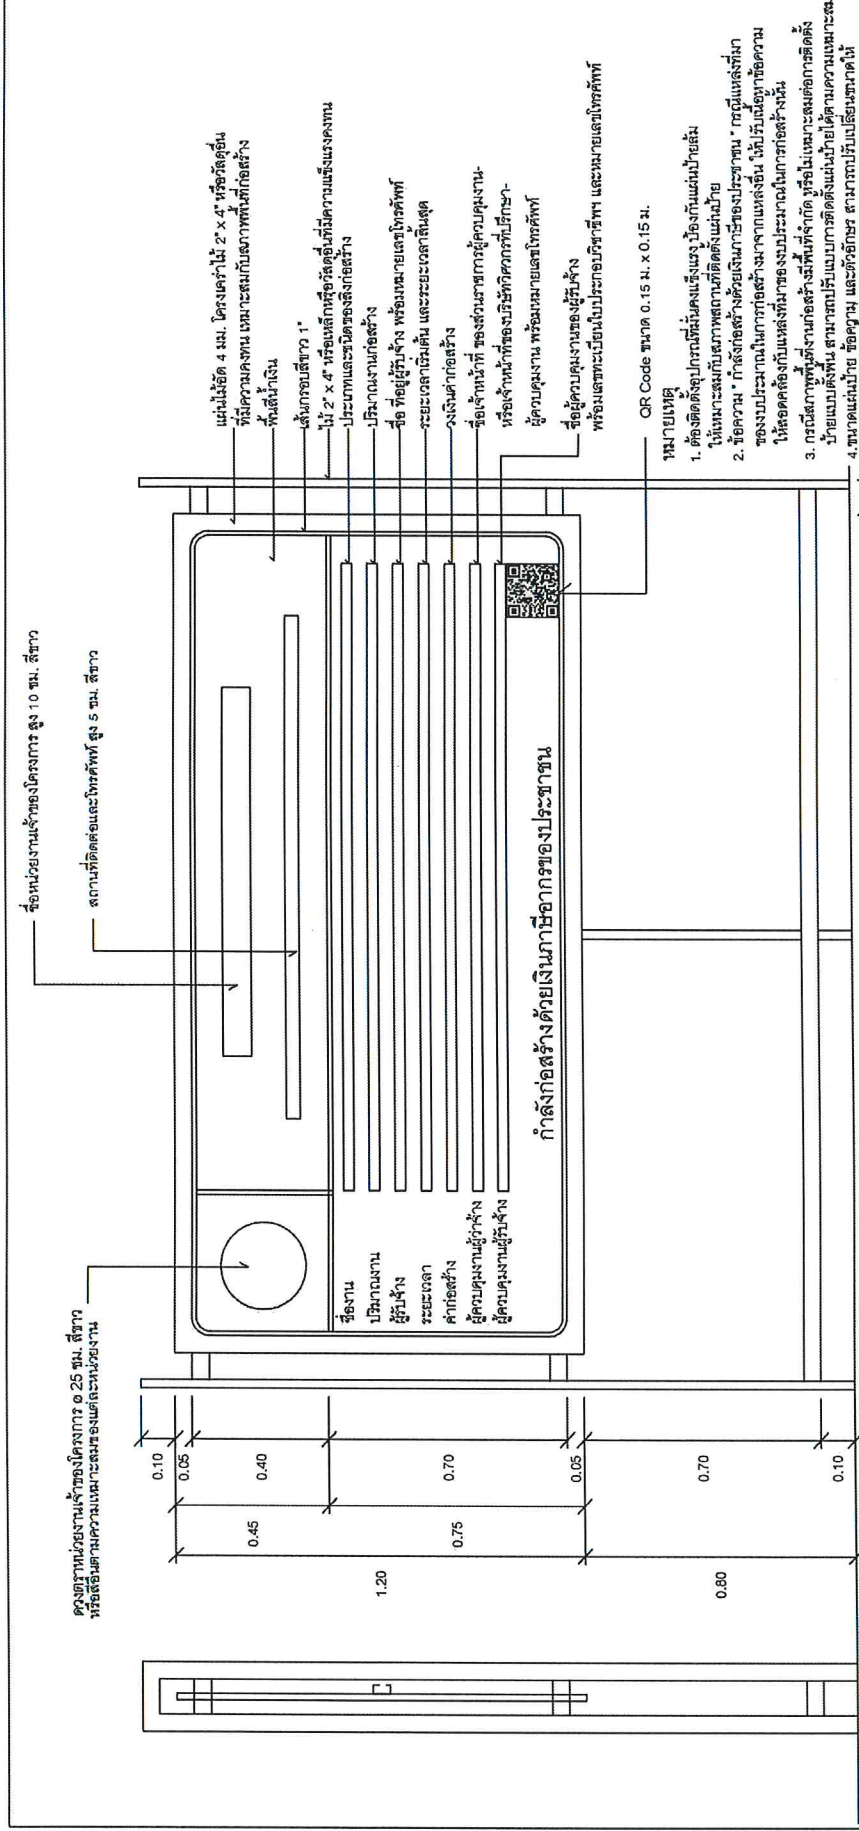 ดวงตราหน่วยงานเจ้าของโครงการ ø 25 ซม. สีขาว
หรือสีอื่นตามความเหมาะสมของแต่ละหน่วยงาน
ชื่อหน่วยงานเจ้าของโครงการ สูง 10 ซม. สีขาว
สถานที่ติดต่อและโทรศัพท์ สูง 5 ซม. สีขาว
แผ่นไม้อัด 4 มม. โครงเคร่าไม้ 2" x 4" หรือวัสดุอื่น
ที่มีความคงทน เหมาะสมกับสภาพพื้นที่ก่อสร้าง
พื้นสีน้ำเงิน
เส้นกรอบสีขาว 1"
ไม้ 2" x 4" หรือเหล็กหรือวัสดุอื่นที่มีความแข็งแรงคงทน
ประเภทและชนิดของสิ่งก่อสร้าง
ปริมาณงานก่อสร้าง
ชื่อ ที่อยู่ผู้รับจ้าง พร้อมหมายเลขโทรศัพท์
ระยะเวลาเริ่มต้น และระยะเวลาสิ้นสุด
วงเงินค่าก่อสร้าง
ชื่อเจ้าหน้าที่ ของส่วนราชการผู้ควบคุมงาน-
หรือเจ้าหน้าที่ของบริษัทวิศวกรที่ปรึกษา-
ผู้ควบคุมงาน พร้อมหมายเลขโทรศัพท์
ชื่อผู้ควบคุมงานของผู้รับจ้าง
พร้อมเลขทะเบียนใบประกอบวิชาชีพฯ และหมายเลขโทรศัพท์
QR Code ขนาด 0.15 ม. x 0.15 ม.
ชื่องาน
ปริมาณงาน
ผู้รับจ้าง
ระยะเวลา
ค่าก่อสร้าง
ผู้ควบคุมงานผู้ว่าจ้าง
ผู้ควบคุมงานผู้รับจ้าง
กำลังก่อสร้างด้วยเงินภาษีอากรของประชาชน
0.10
0.05
0.40
0.70
0.05
0.70
0.10
0.45
0.75
1.20
0.80
หมายเหตุ
1. ต้องติดตั้งอุปกรณ์ที่มั่นคงแข็งแรง ป้องกันแผ่นป้ายล้ม
ให้เหมาะสมกับสภาพสถานที่ติดตั้งแผ่นป้าย
2. ข้อความ " กำลังก่อสร้างด้วยเงินภาษีของประชาชน " กรณีแหล่งที่มา
ของงบประมาณในการก่อสร้างมาจากแหล่งอื่น ให้ปรับเนื้อหาข้อความ
ให้สอดคล้องกับแหล่งที่มาของงบประมาณในการก่อสร้างนั้น
3. กรณีสภาพพื้นที่งานก่อสร้างมีพื้นที่จำกัด หรือไม่เหมาะสมต่อการติดตั้ง
ป้ายแบบตั้งพื้น สามารถปรับแบบการติดตั้งแผ่นป้ายได้ตามความเหมาะสม
4.ขนาดแผ่นป้าย ข้อความ และตัวอักษร สามารถปรับเปลี่ยนขนาดให้